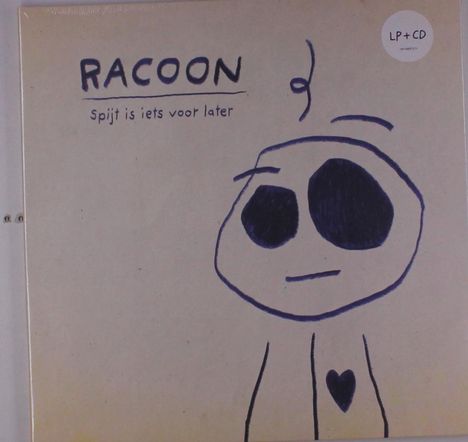 RACOON
Spijt is iets voor later
LP + CD